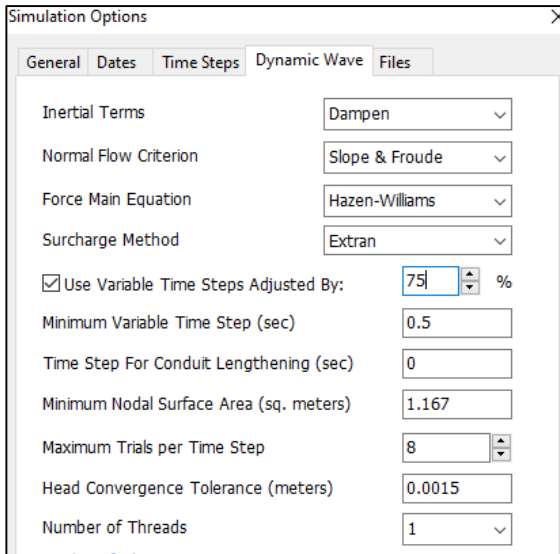 Simulation Options
General Dates Time Steps Dynamic Wave Files
Inertial Terms Dampen
Normal Flow Criterion Slope & Froude
Force Main Equation Hazen-Williams
Surcharge Method Extran
Use Variable Time Steps Adjusted By: 75 %
Minimum Variable Time Step (sec) 0.5
Time Step For Conduit Lengthening (sec) 0
Minimum Nodal Surface Area (sq. meters) 1.167
Maximum Trials per Time Step 8
Head Convergence Tolerance (meters) 0.0015
Number of Threads 1